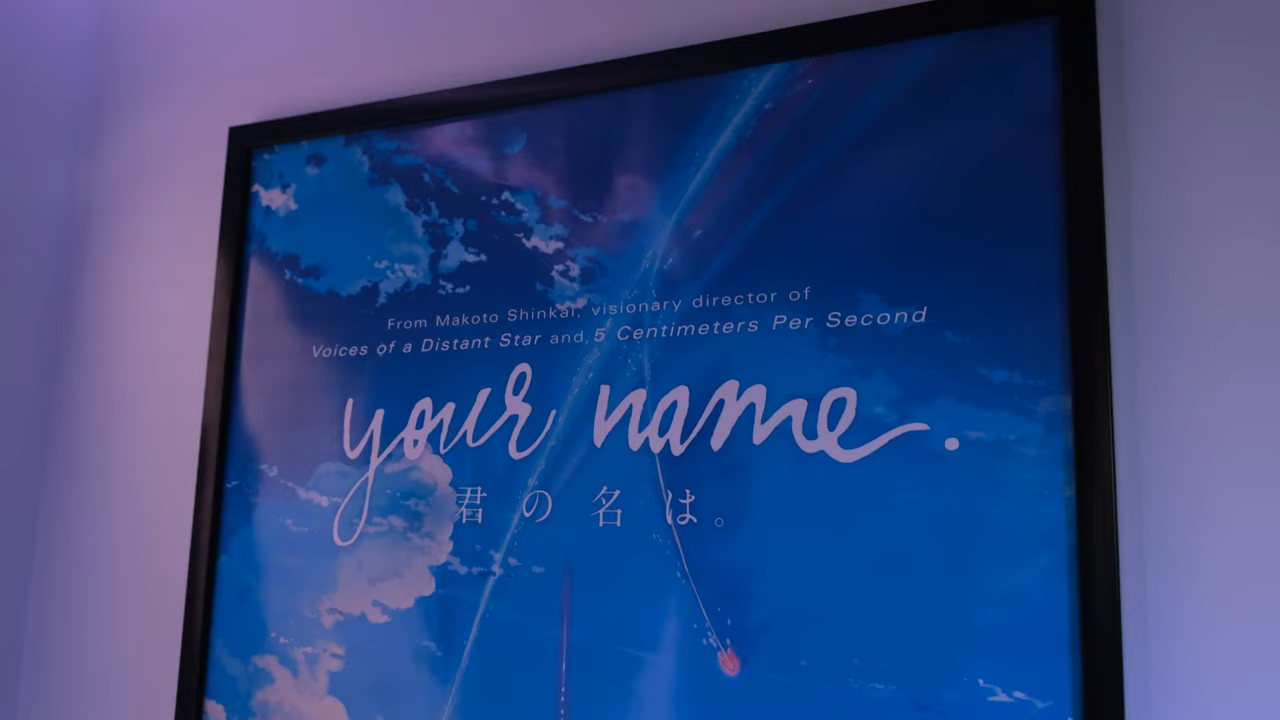 From Makoto Shinkai, visionary director of
Voices of a Distant Star and 5 Centimeters Per Second
your name.
君の名は。